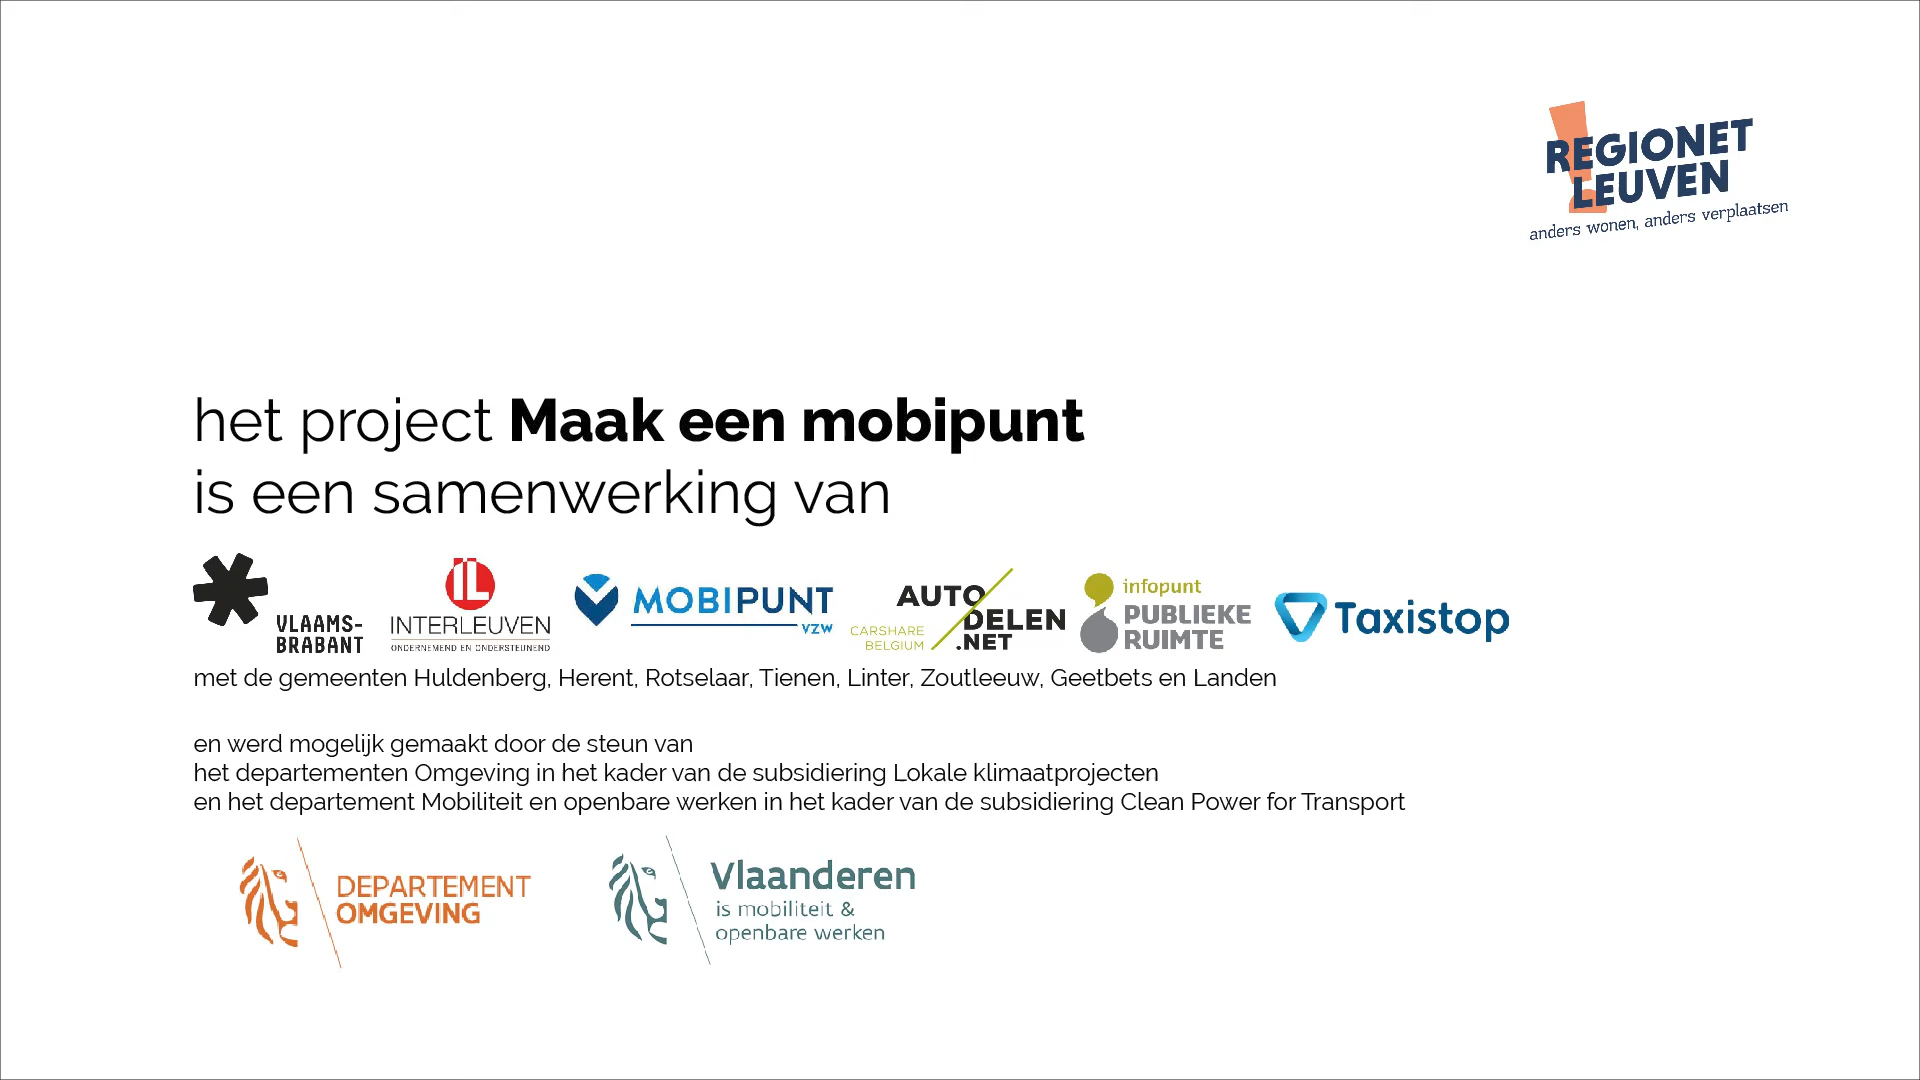 REGIONET
LEUVEN
anders wonen, anders verplaatsen
het project Maak een mobipunt
is een samenwerking van
VLAAMS-
BRABANT
IL
INTERLEUVEN
ONDERNEMEND EN ONDERSTEUNEND
MOBIPUNT
VZW
AUTO
DELEN
.NET
CARSHARE
BELGIUM
infopunt
PUBLIEKE
RUIMTE
Taxistop
met de gemeenten Huldenberg, Herent, Rotselaar, Tienen, Linter, Zoutleeuw, Geetbets en Landen
en werd mogelijk gemaakt door de steun van
het departementen Omgeving in het kader van de subsidiering Lokale klimaatprojecten
en het departement Mobiliteit en openbare werken in het kader van de subsidiering Clean Power for Transport
DEPARTEMENT
OMGEVING
Vlaanderen
is mobiliteit &
openbare werken